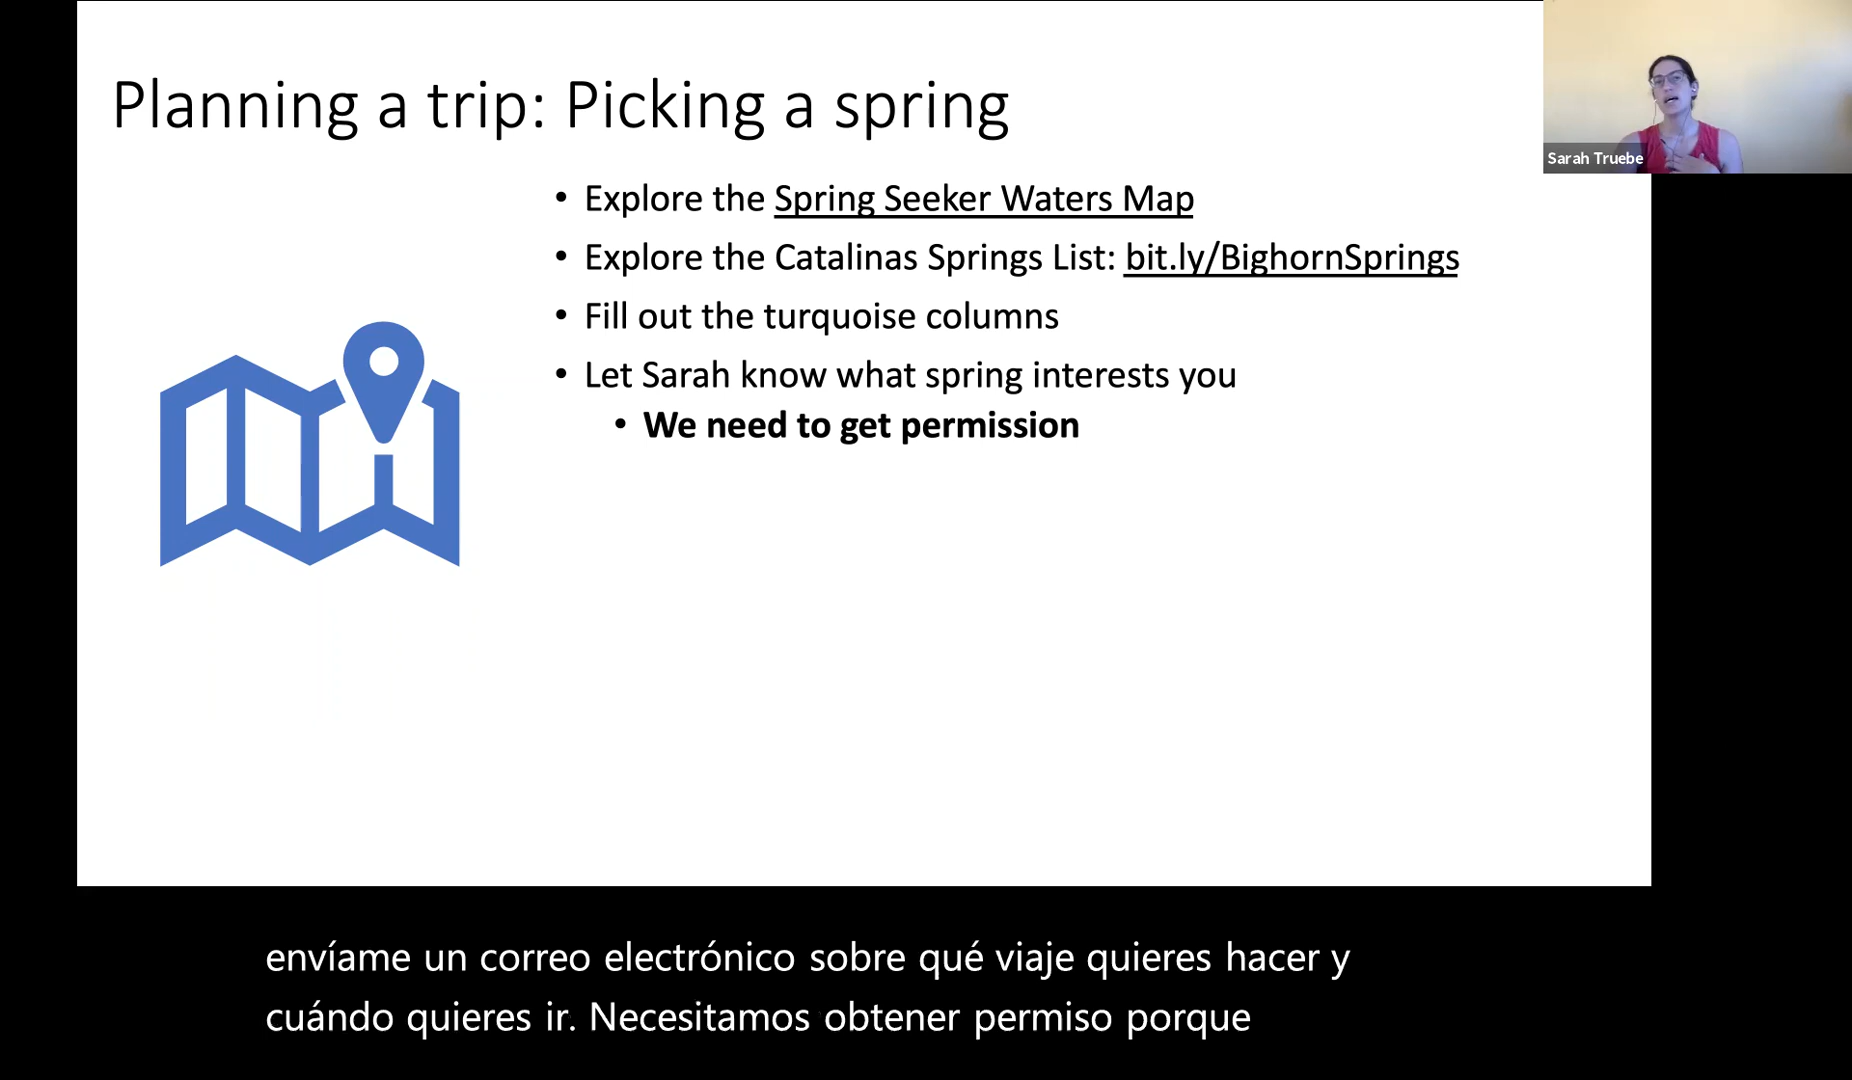 Planning a trip: Picking a spring
Sarah Truebe
• Explore the Spring Seeker Waters Map
• Explore the Catalinas Springs List: bit.ly/BighornSprings
• Fill out the turquoise columns
• Let Sarah know what spring interests you
• We need to get permission
envíame un correo electrónico sobre qué viaje quieres hacer y
cuándo quieres ir. Necesitamos obtener permiso porque